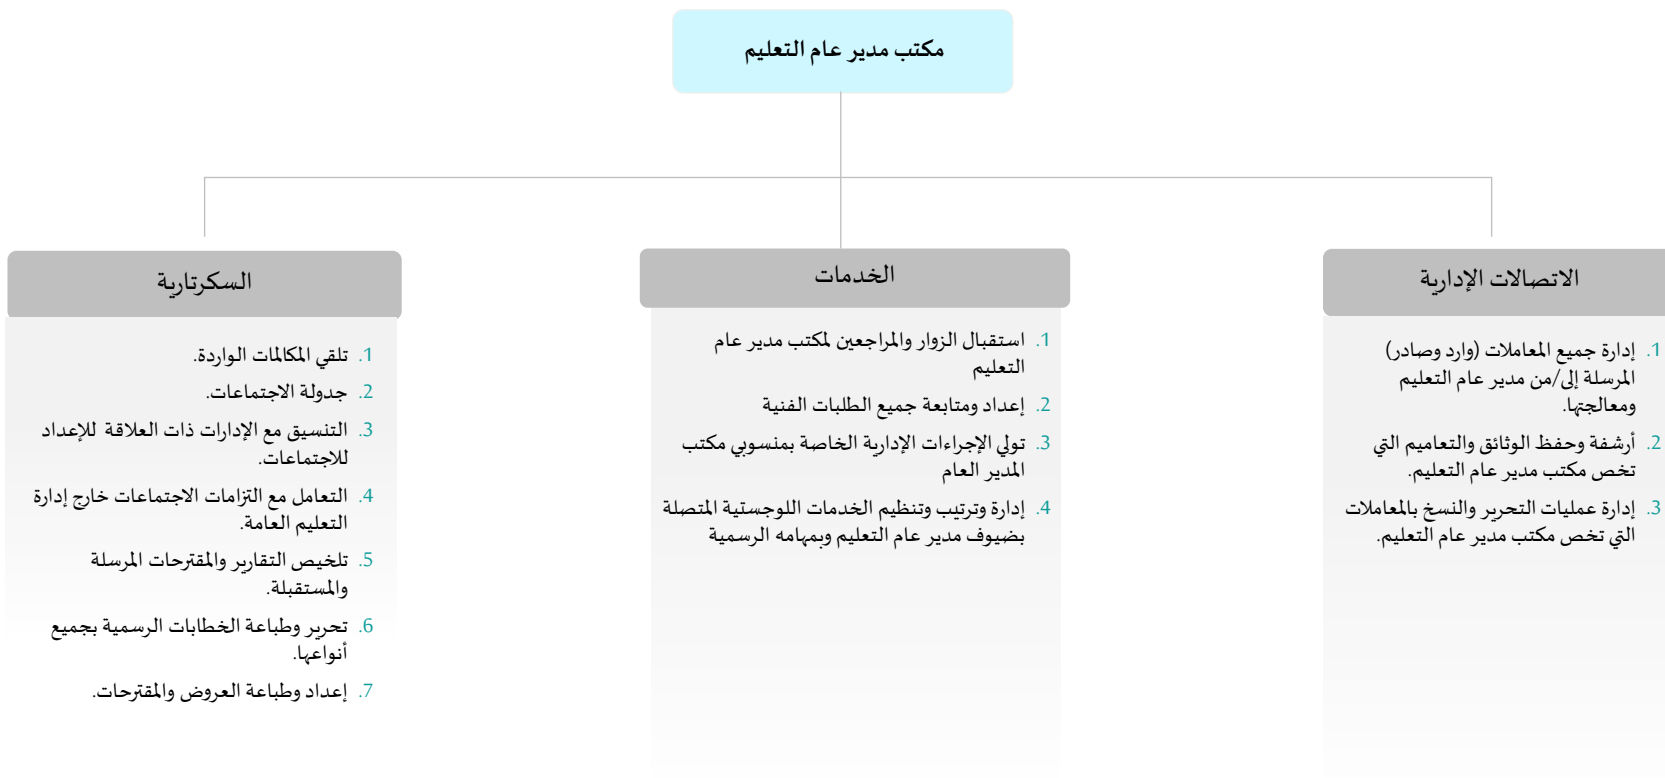 مكتب مدير عام التعليم
الاتصالات الإدارية
1. إدارة جميع المعاملات (وارد وصادر)
المرسلة إلى/من مدير عام التعليم
ومعالجتها.
2. أرشفة وحفظ الوثائق والتعاميم التي
تخص مكتب مدير عام التعليم.
3. إدارة عمليات التحرير والنسخ بالمعاملات
التي تخص مكتب مدير عام التعليم.
الخدمات
1. استقبال الزوار والمراجعين لمكتب مدير عام
التعليم
2. إعداد ومتابعة جميع الطلبات الفنية
3. تولي الإجراءات الإدارية الخاصة بمنسوبي مكتب
المدير العام
4. إدارة وترتيب وتنظيم الخدمات اللوجستية المتصلة
بضيوف مدير عام التعليم وبمهامه الرسمية
السكرتارية
1. تلقي المكالمات الواردة.
2. جدولة الاجتماعات.
3. التنسيق مع الإدارات ذات العلاقة للإعداد
للاجتماعات.
4. التعامل مع التزامات الاجتماعات خارج إدارة
التعليم العامة.
5. تلخيص التقارير والمقترحات المرسلة
والمستقبلة.
6. تحرير وطباعة الخطابات الرسمية بجميع
أنواعها.
7. إعداد وطباعة العروض والمقترحات.